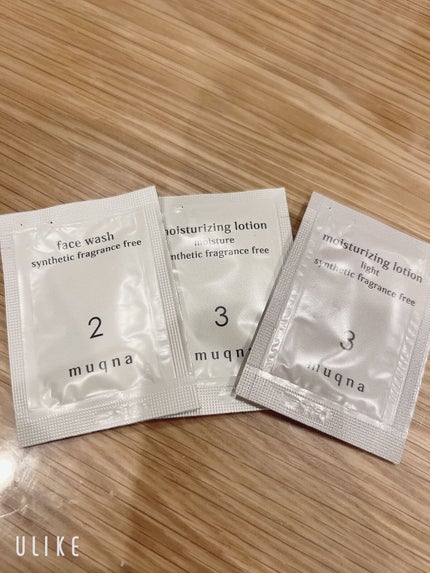 face wash
synthetic fragrance free
2
muqna
moisturizing lotion
moisture
synthetic fragrance free
3
muqna
moisturizing lotion
light
synthetic fragrance free
3
muqna
ULIKE